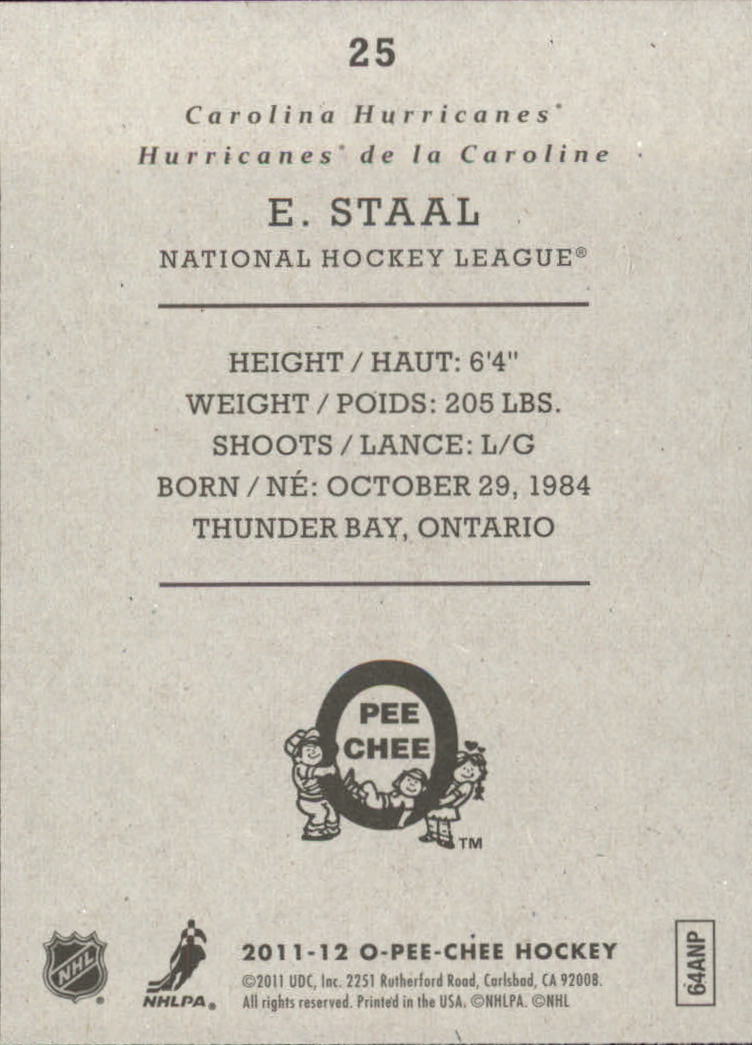 25
Carolina Hurricanes®
Hurricanes® de la Caroline
E. STAAL
NATIONAL HOCKEY LEAGUE®
HEIGHT / HAUT: 6'4"
WEIGHT / POIDS: 205 LBS.
SHOOTS / LANCE: L/G
BORN / NÉ: OCTOBER 29, 1984
THUNDER BAY, ONTARIO
O
PEE
CHEE
TM
NHL®
NHLPA®
2011-12 O-PEE-CHEE HOCKEY
©2011 UDC, Inc. 2251 Rutherford Road, Carlsbad, CA 92008.
All rights reserved. Printed in the USA. ©NHLPA. ©NHL
64ANP